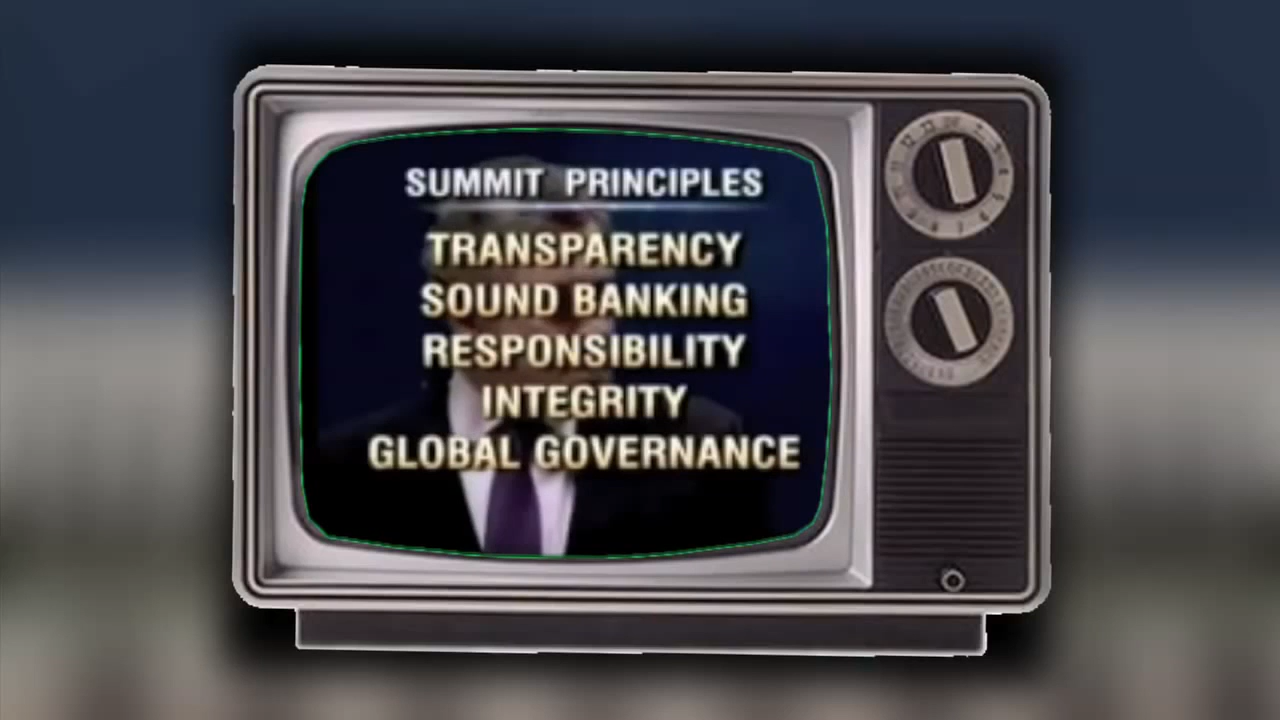 SUMMIT PRINCIPLES
TRANSPARENCY
SOUND BANKING
RESPONSIBILITY
INTEGRITY
GLOBAL GOVERNANCE